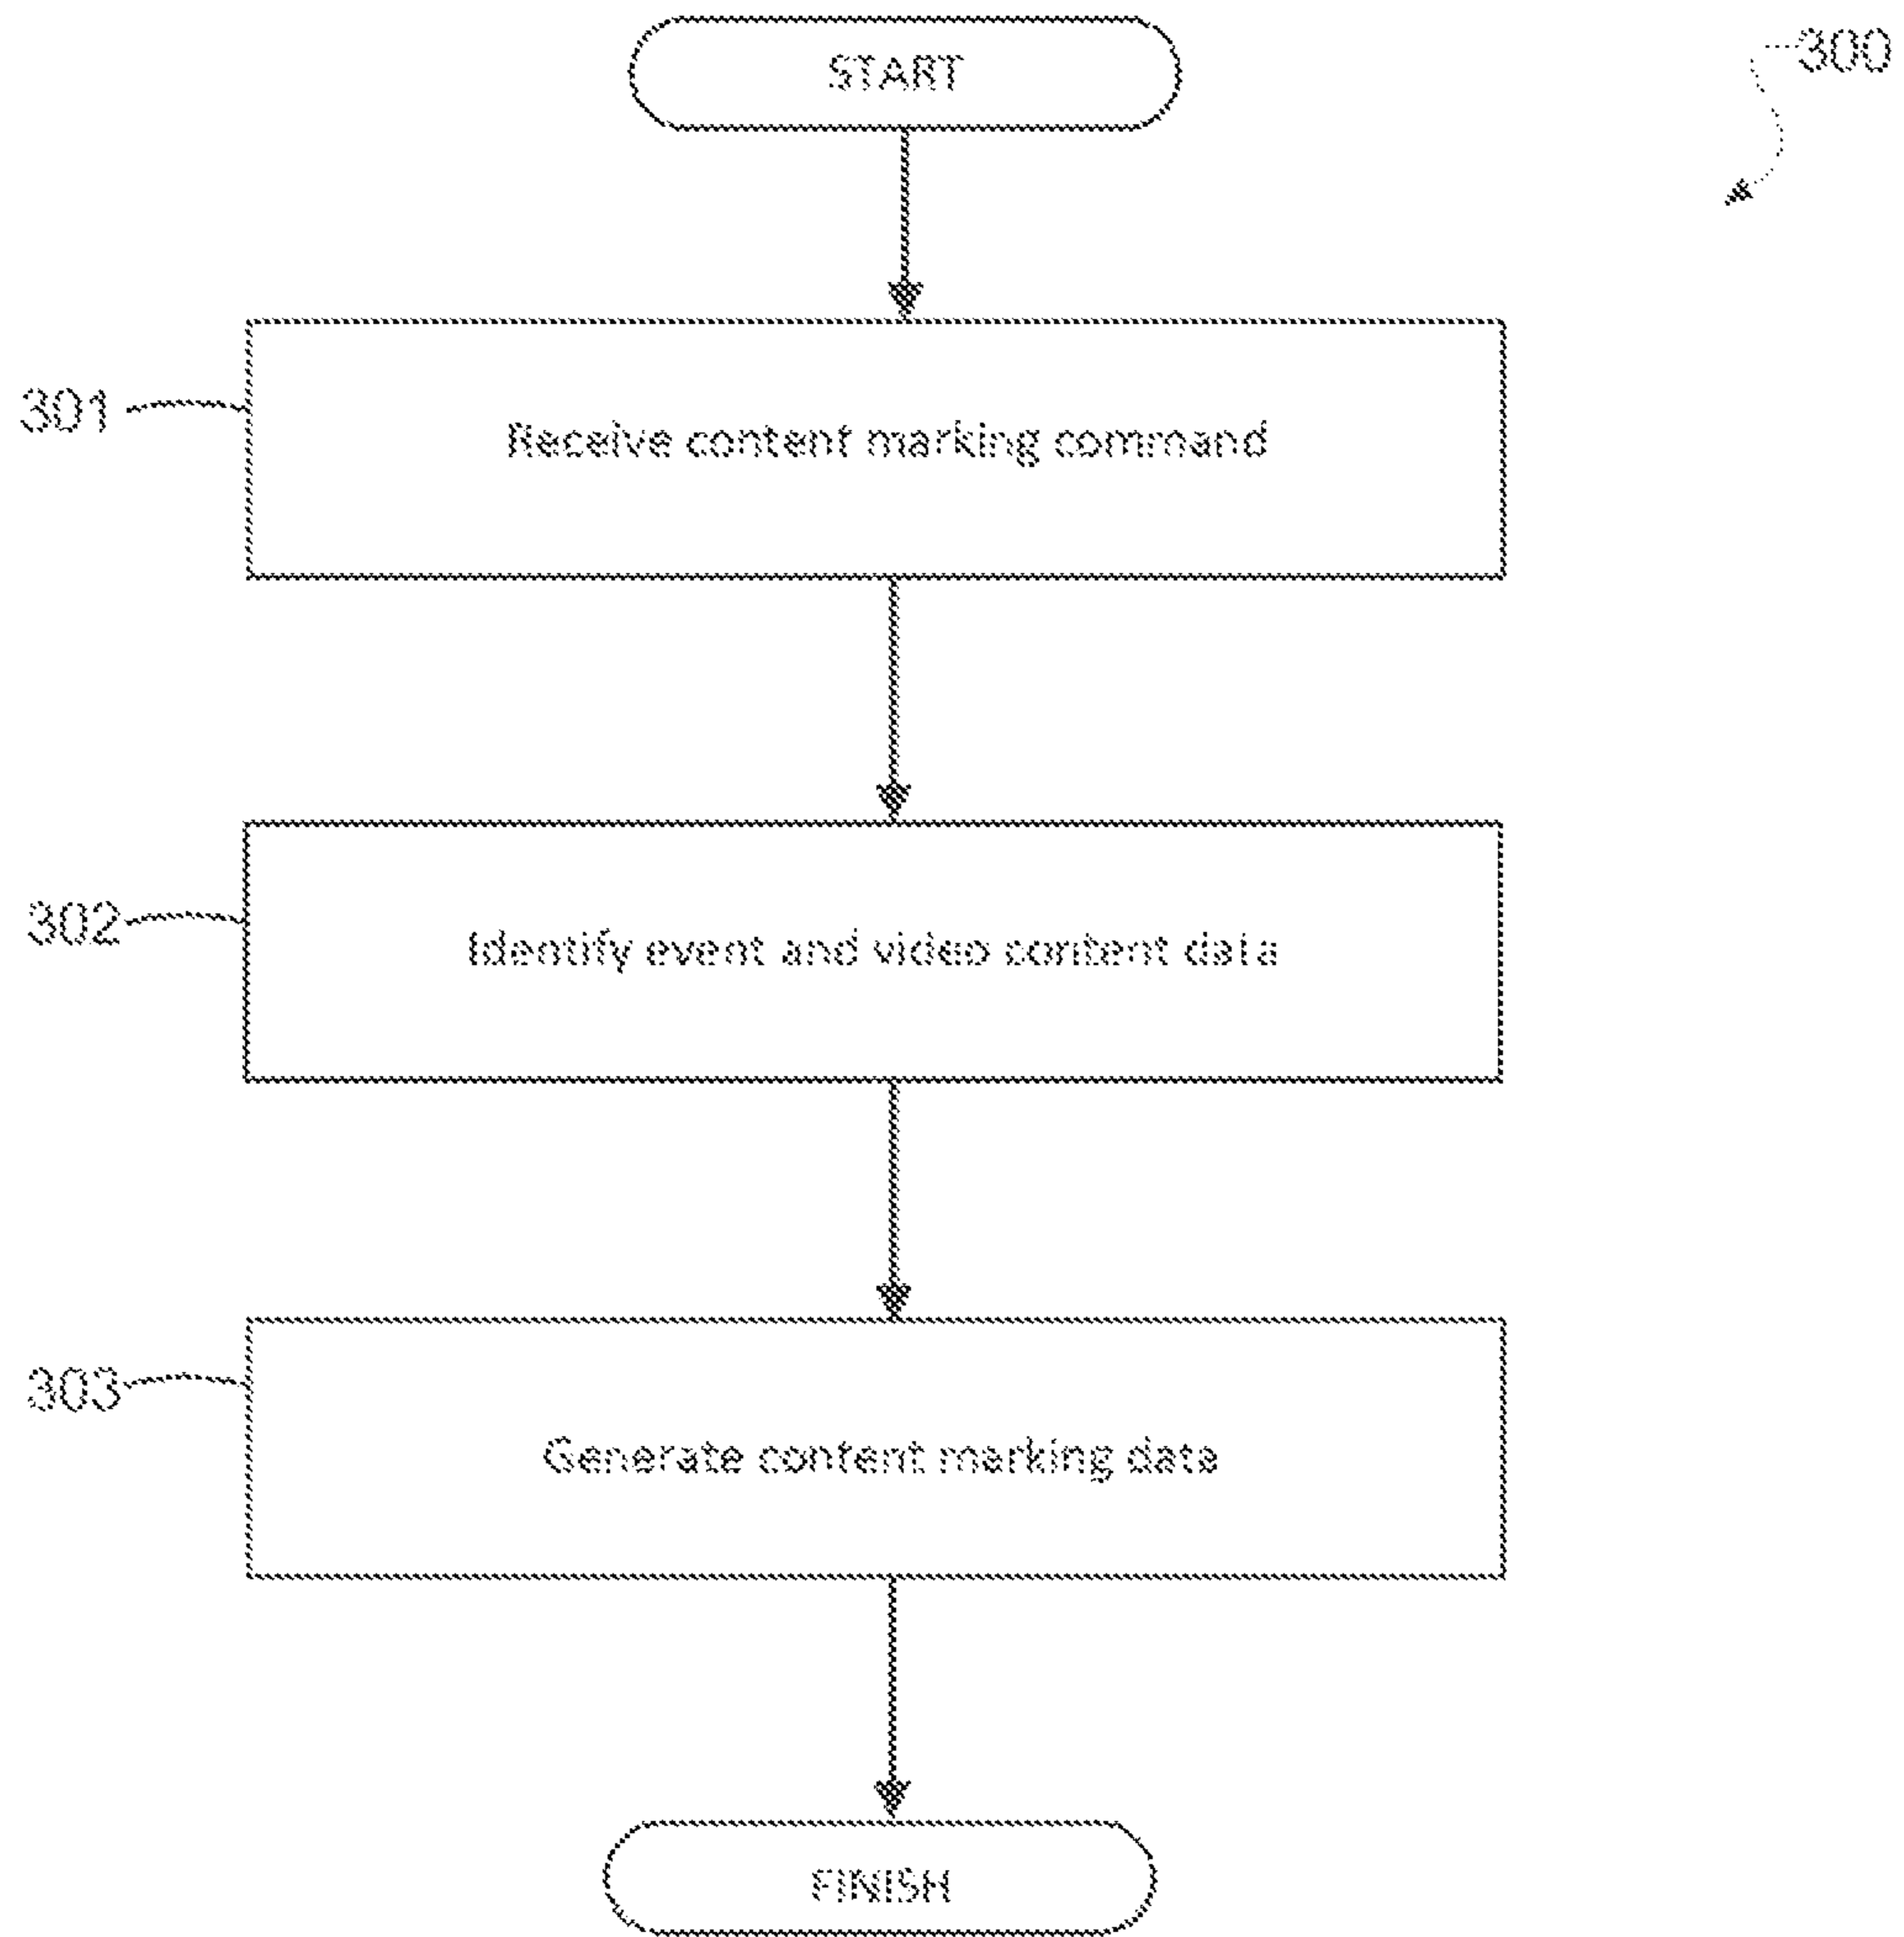 START
300
301
Receive content marking command
302
Identify event and video content data
303
Generate content marking data
FINISH